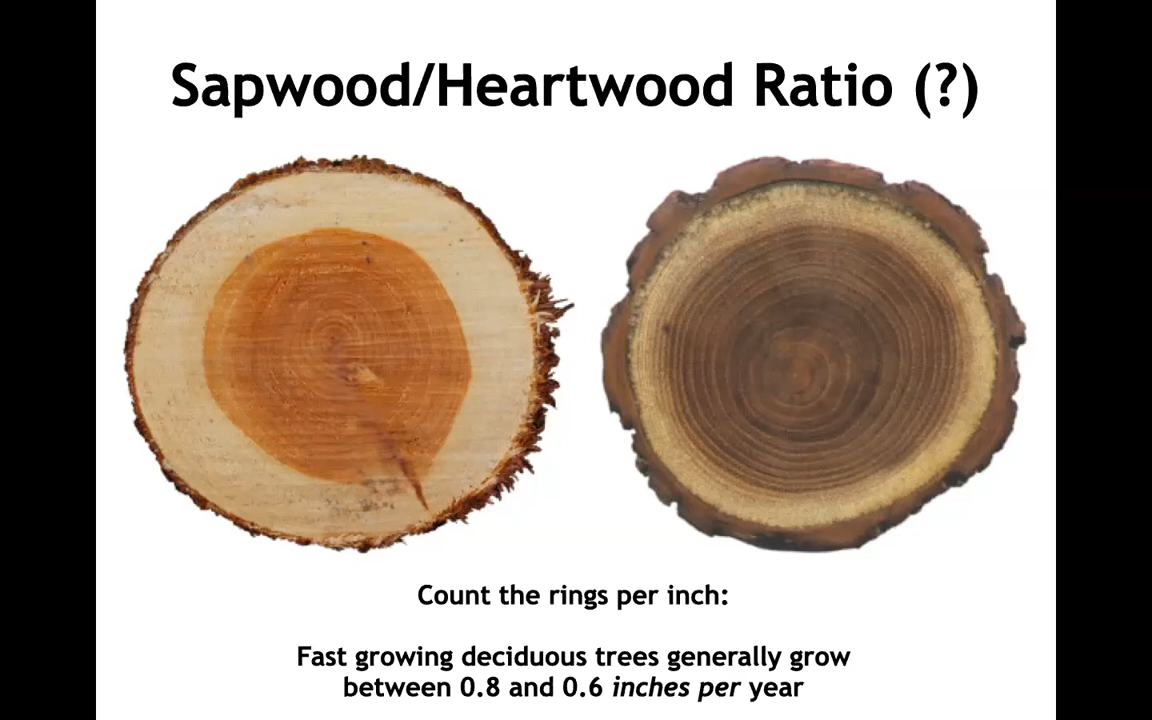 Sapwood/Heartwood Ratio (?)
Count the rings per inch:
Fast growing deciduous trees generally grow
between 0.8 and 0.6 inches per year